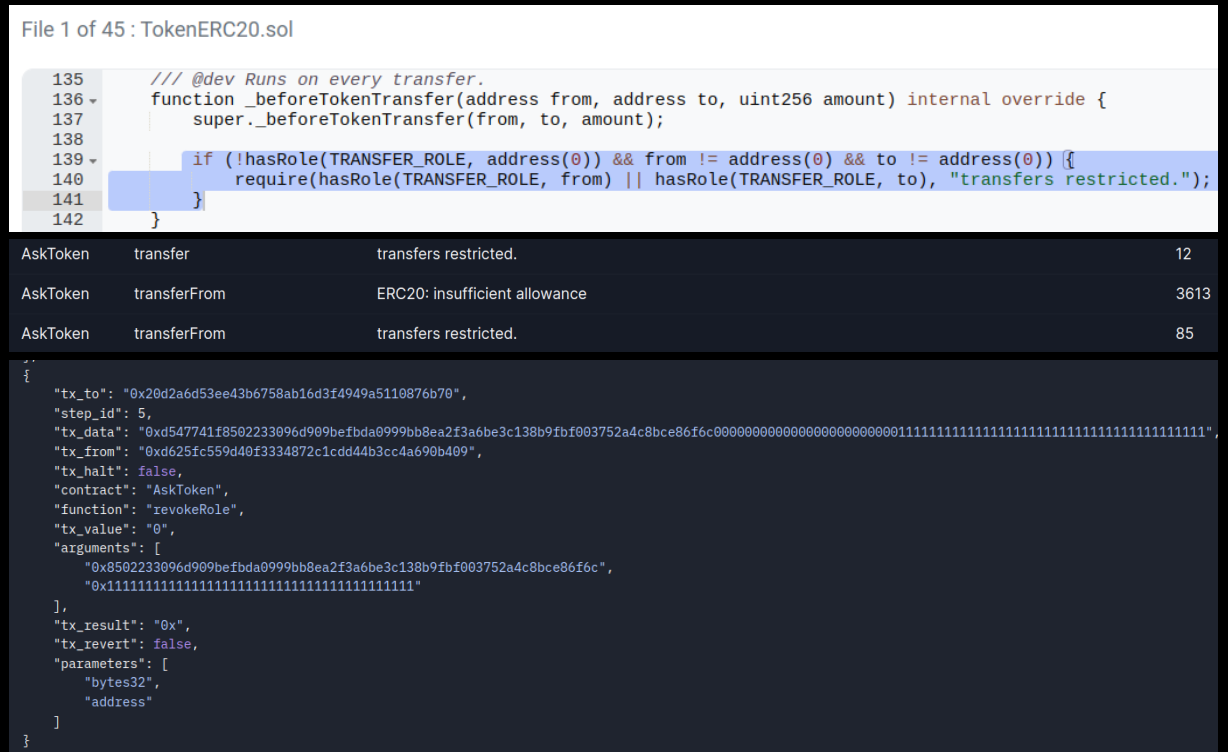 File 1 of 45 : TokenERC20.sol
135 /// @dev Runs on every transfer.
136 function _beforeTokenTransfer(address from, address to, uint256 amount) internal override {
137 super._beforeTokenTransfer(from, to, amount);
138
139 if (!hasRole(TRANSFER_ROLE, address(0)) && from != address(0) && to != address(0)) {
140 require(hasRole(TRANSFER_ROLE, from) || hasRole(TRANSFER_ROLE, to), "transfers restricted.");
141 }
142 }
AskToken transfer transfers restricted. 12
AskToken transferFrom ERC20: insufficient allowance 3613
AskToken transferFrom transfers restricted. 85
},
{
"tx_to": "0x20d2a6d53ee43b6758ab16d3f4949a5110876b70",
"step_id": 5,
"tx_data": "0xd547741f8502233096d909befbda0999bb8ea2f3a6be3c138b9fbf003752a4c8bce86f6c0000000000000000000000001111111111111111111111111111111111111111",
"tx_from": "0xd625fc559d40f3334872c1cdd44b3cc4a690b409",
"tx_halt": false,
"contract": "AskToken",
"function": "revokeRole",
"tx_value": "0",
"arguments": [
"0x8502233096d909befbda0999bb8ea2f3a6be3c138b9fbf003752a4c8bce86f6c",
"0x1111111111111111111111111111111111111111"
],
"tx_result": "0x",
"tx_revert": false,
"parameters": [
"bytes32",
"address"
]
}